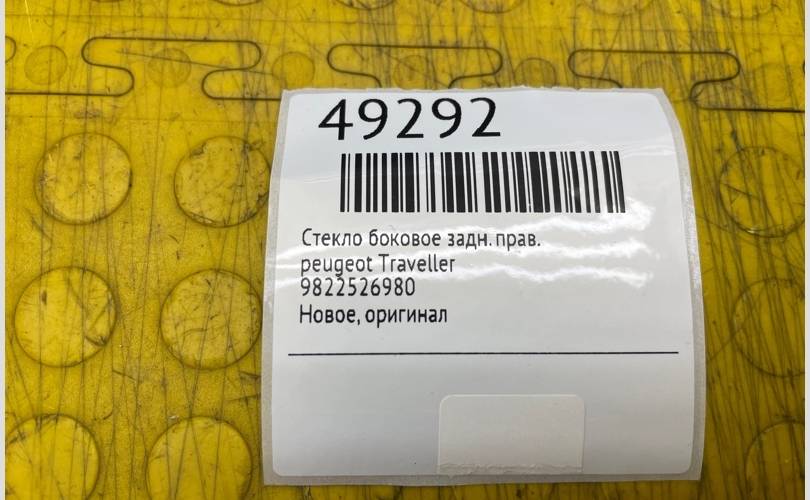 49292
Стекло боковое задн. прав.
peugeot Traveller
9822526980
Новое, оригинал